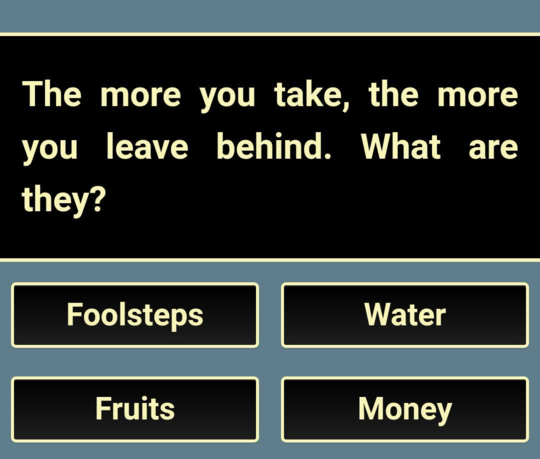 The more you take, the more
you leave behind. What are
they?
Foolsteps
Water
Fruits
Money